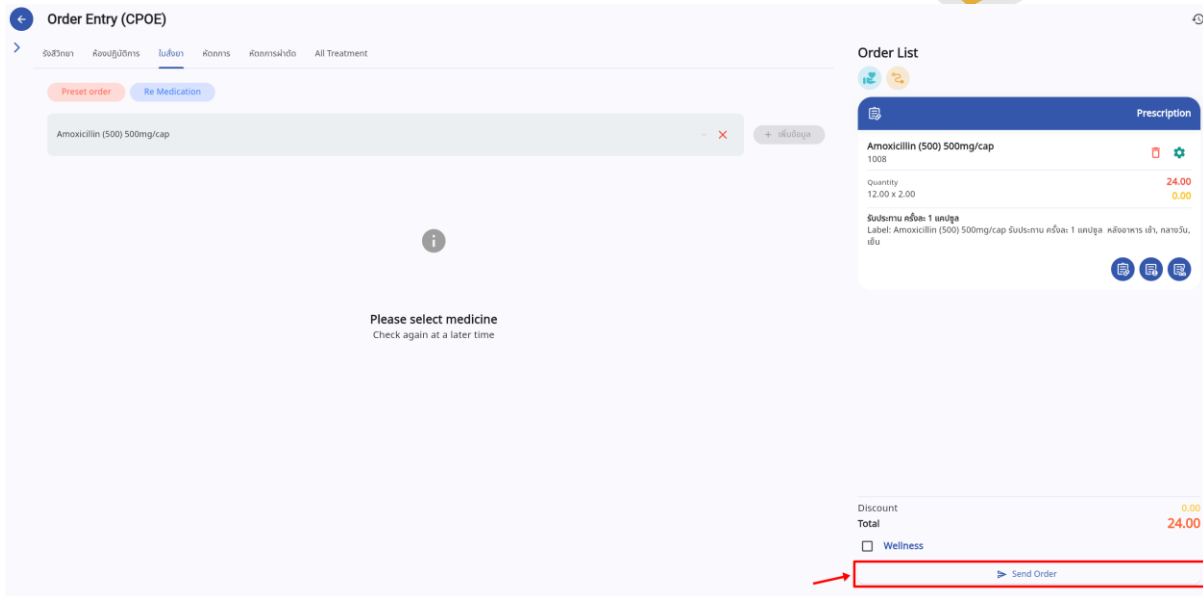 Order Entry (CPOE)
รังสีวิทยา ห้องปฏิบัติการ ใบสั่งยา หัตถการ หัตถการผ่าตัด All Treatment
Preset order Re Medication
Amoxicillin (500) 500mg/cap
+ เพิ่มข้อมูล
Please select medicine
Check again at a later time
Order List
Prescription
Amoxicillin (500) 500mg/cap
1008
Quantity 24.00
12.00 x 2.00 0.00
รับประทาน ครั้งละ 1 แคปซูล
Label: Amoxicillin (500) 500mg/cap รับประทาน ครั้งละ 1 แคปซูล หลังอาหาร เช้า, กลางวัน,
เย็น
Discount 0.00
Total 24.00
Wellness
Send Order